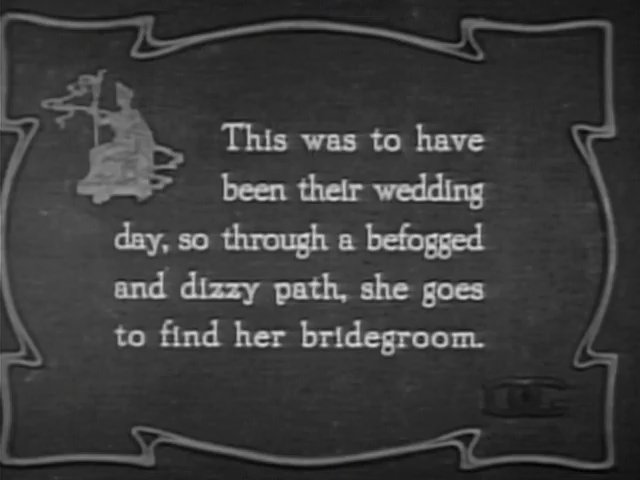 This was to have
been their wedding
day, so through a befogged
and dizzy path, she goes
to find her bridegroom.